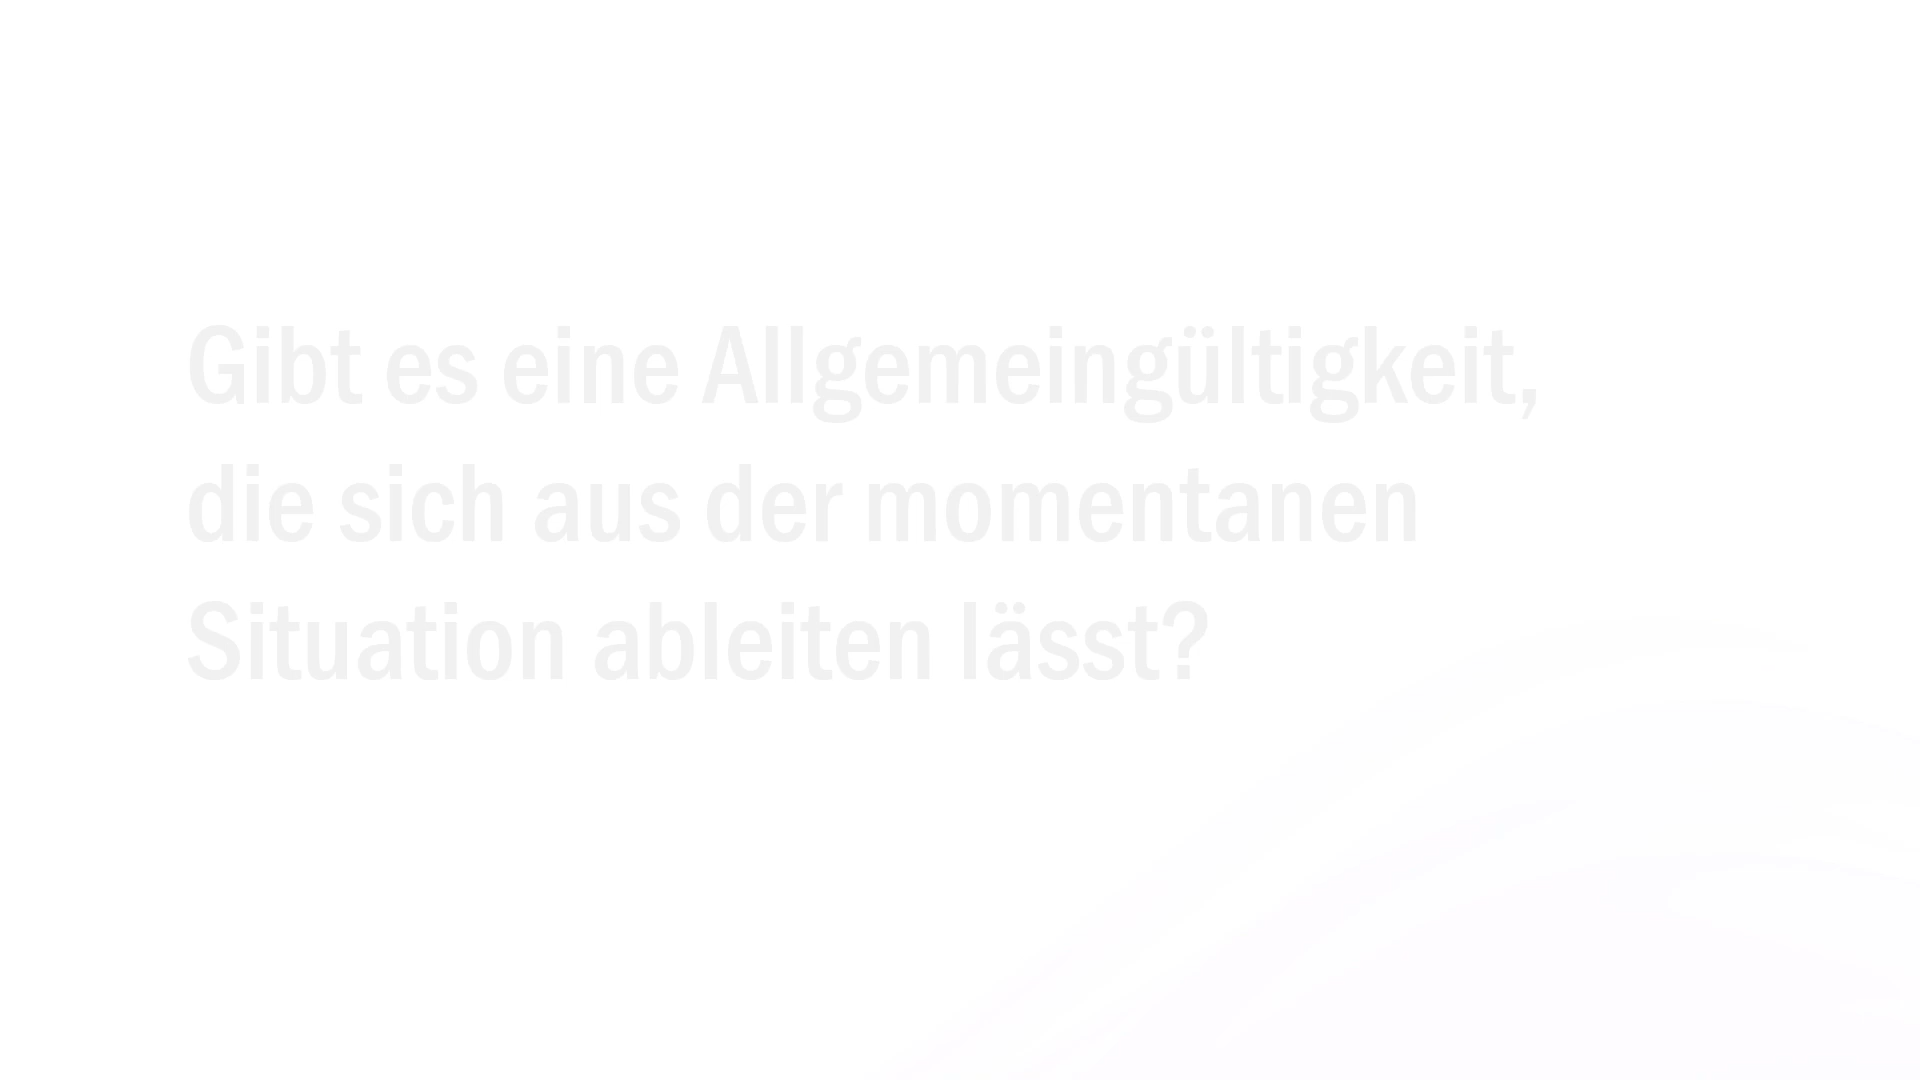 Gibt es eine Allgemeingültigkeit,
die sich aus der momentanen
Situation ableiten lässt?